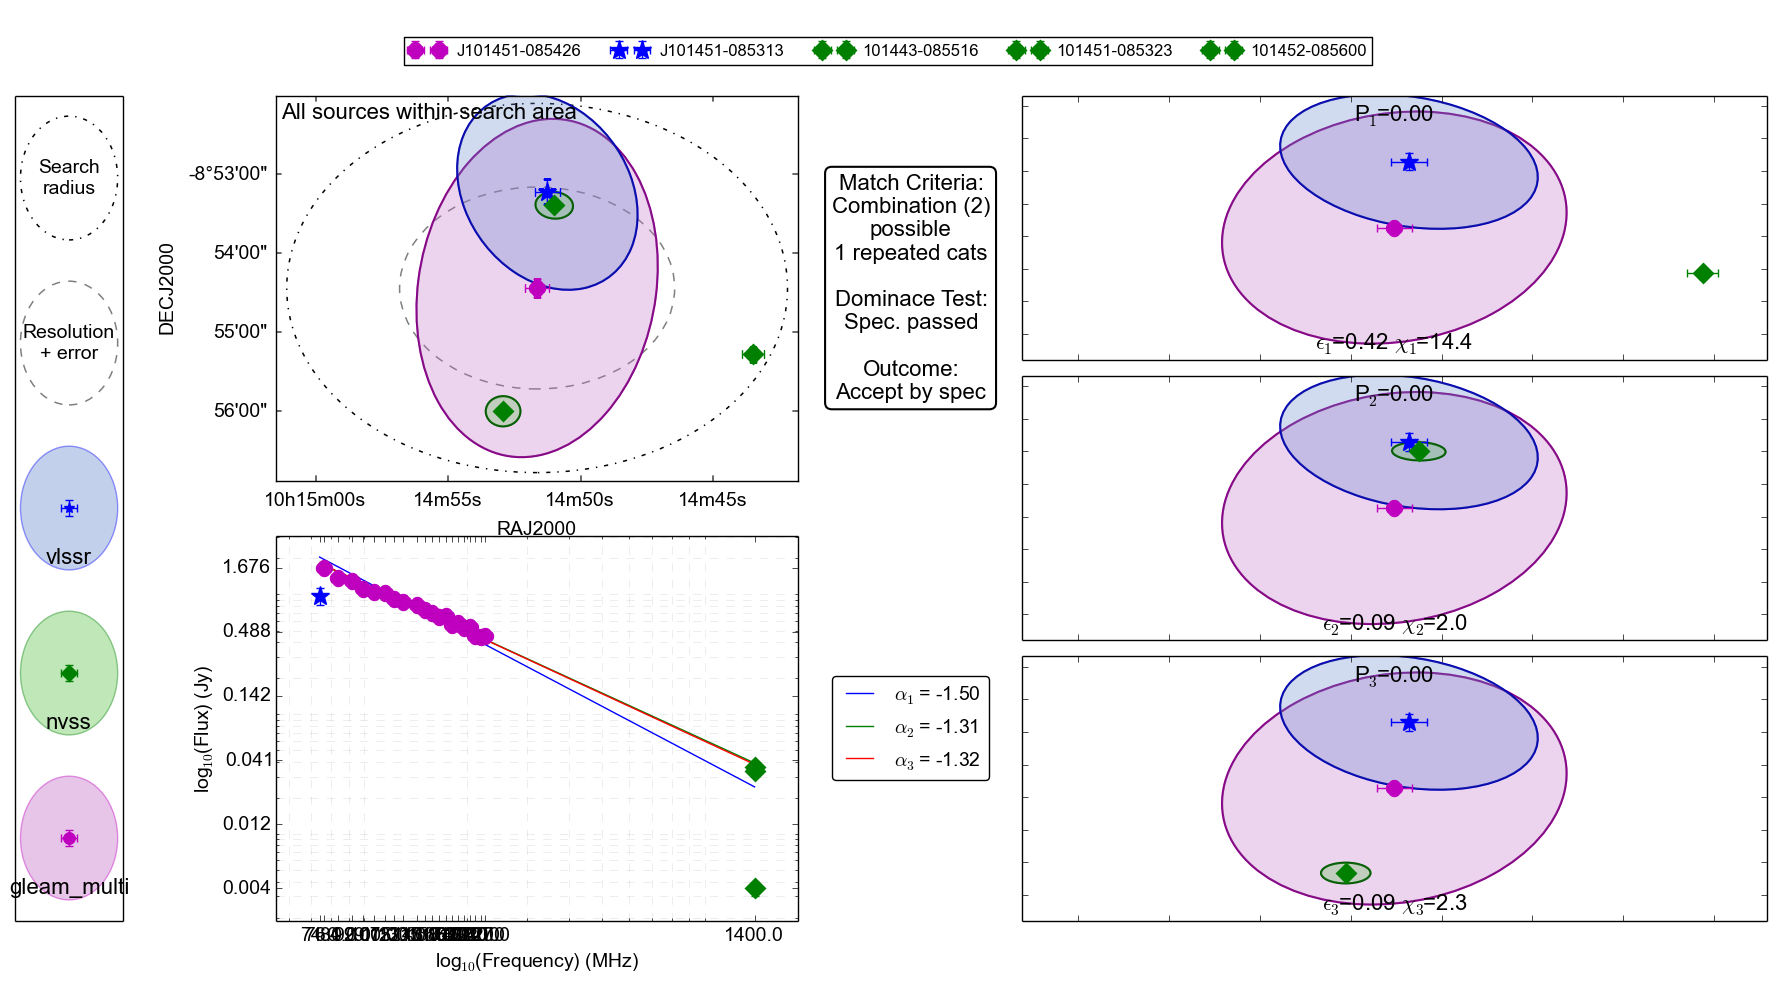 J101451-085426 J101451-085313 101443-085516 101451-085323 101452-085600
Search
radius
Resolution
+ error
vlssr
nvss
gleam_multi
All sources within search area
DECJ2000
-8°53'00"
54'00"
55'00"
56'00"
10h15m00s 14m55s 14m50s 14m45s
RAJ2000
Match Criteria:
Combination (2)
possible
1 repeated cats
Dominace Test:
Spec. passed
Outcome:
Accept by spec
log₁₀(Flux) (Jy)
1.676
0.488
0.142
0.041
0.012
0.004
1400.0
log₁₀(Frequency) (MHz)
α₁ = -1.50
α₂ = -1.31
α₃ = -1.32
P₁=0.00
ϵ₁=0.42 χ₁=14.4
P₂=0.00
ϵ₂=0.09 χ₂=2.0
P₃=0.00
ϵ₃=0.09 χ₃=2.3